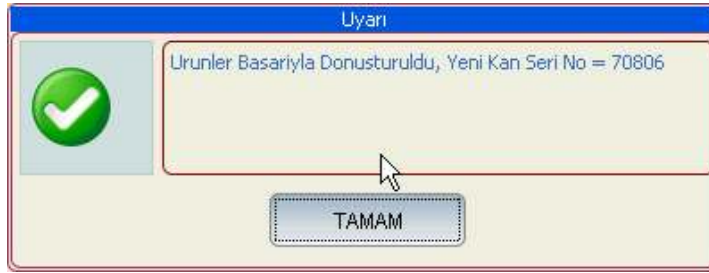 Uyarı
Urunler Basariyla Donusturuldu, Yeni Kan Seri No = 70806
TAMAM